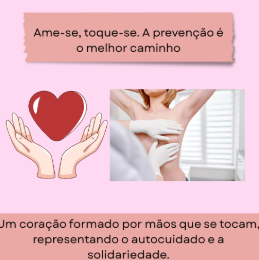 Ame-se, toque-se. A prevenção é
o melhor caminho
Um coração formado por mãos que se tocam,
representando o autocuidado e a
solidariedade.